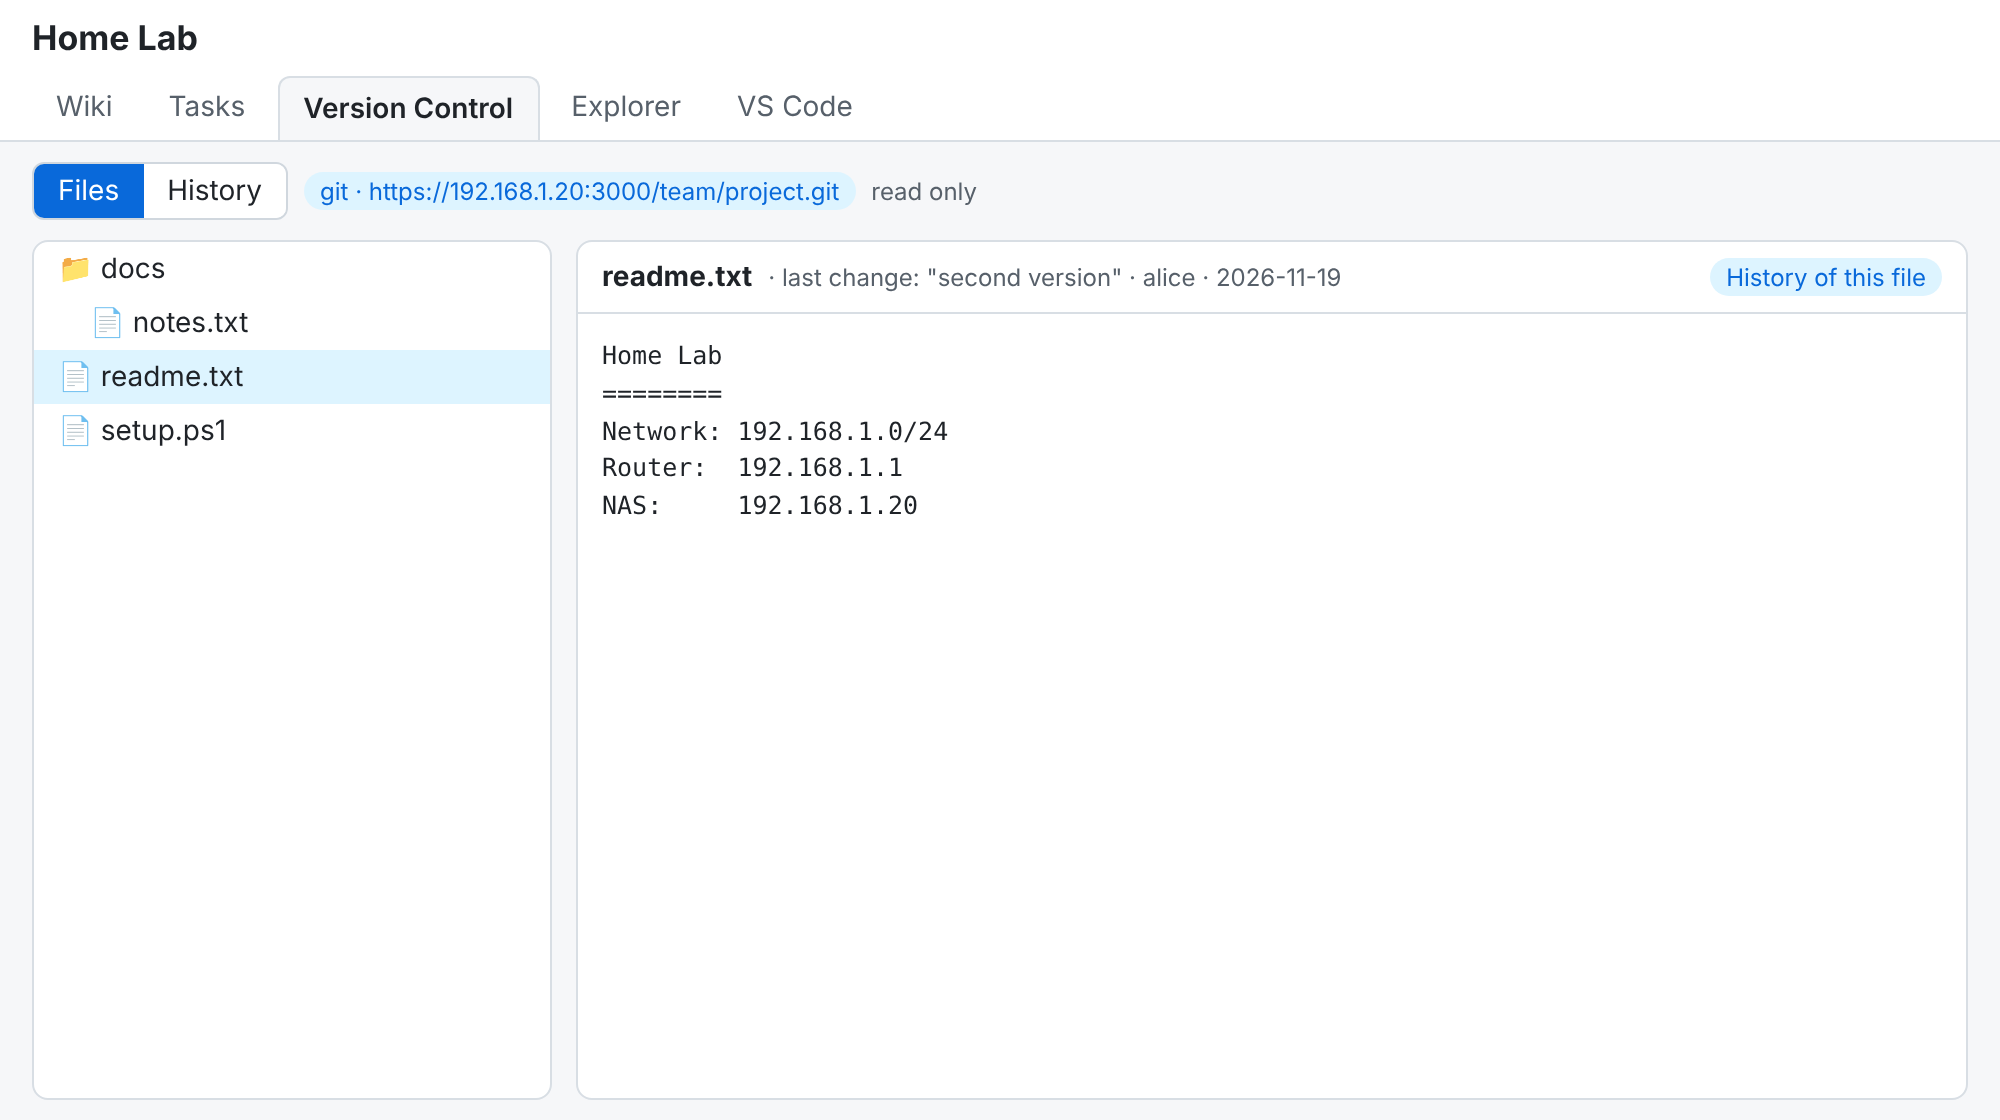 Home Lab
Wiki Tasks Version Control Explorer VS Code
Files History git · https://192.168.1.20:3000/team/project.git read only
docs
notes.txt
readme.txt
setup.ps1
readme.txt · last change: "second version" · alice · 2026-11-19 History of this file
Home Lab
========
Network: 192.168.1.0/24
Router:  192.168.1.1
NAS:     192.168.1.20